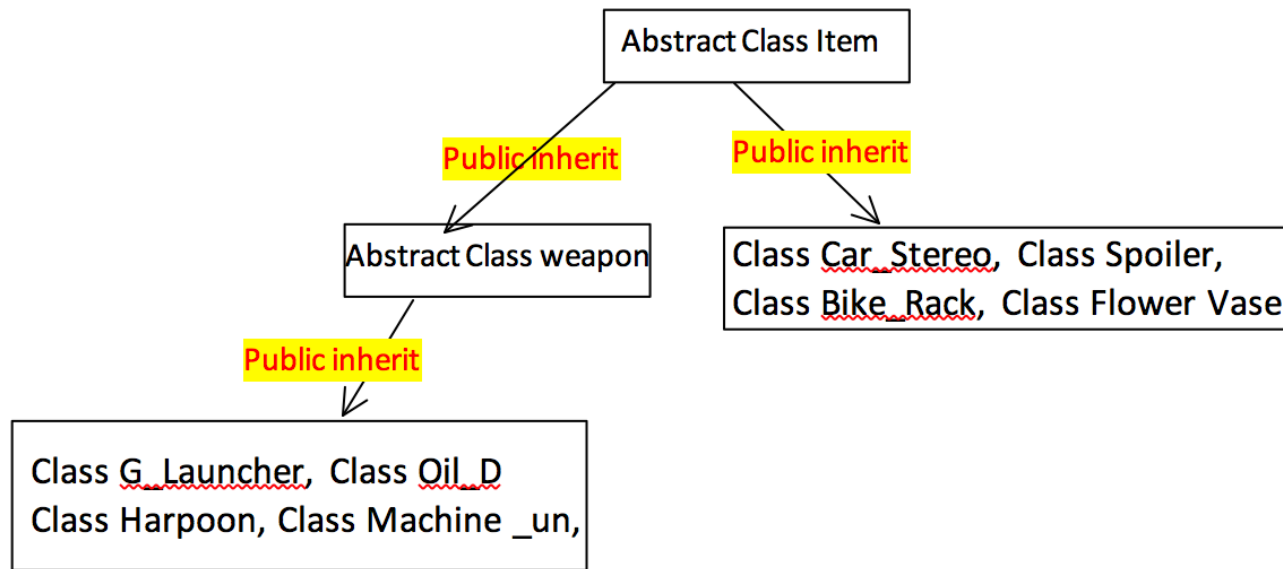 Abstract Class Item
Public inherit
Public inherit
Abstract Class weapon
Class Car_Stereo, Class Spoiler,
Class Bike_Rack, Class Flower Vase
Public inherit
Class G_Launcher, Class Oil_D
Class Harpoon, Class Machine _un,